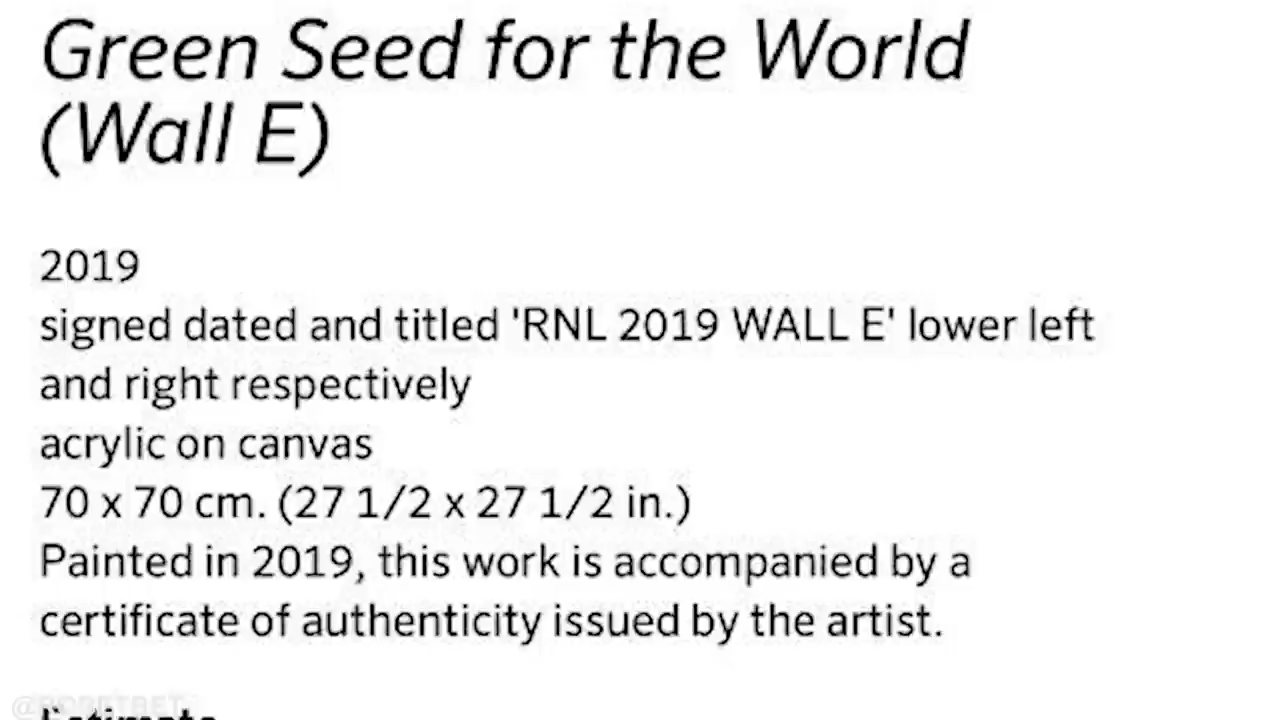 Green Seed for the World
(Wall E)
2019
signed dated and titled 'RNL 2019 WALL E' lower left
and right respectively
acrylic on canvas
70 x 70 cm. (27 1/2 x 27 1/2 in.)
Painted in 2019, this work is accompanied by a
certificate of authenticity issued by the artist.
Estimate